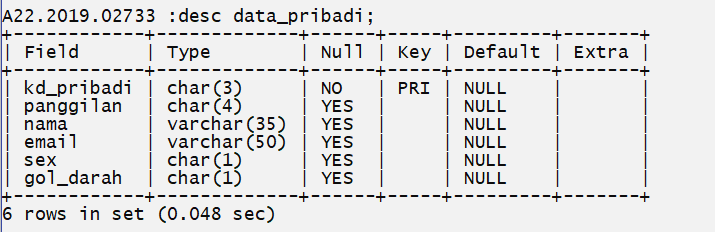 A22.2019.02733 :desc data_pribadi;
+------------+-------------+------+-----+---------+-------+
| Field      | Type        | Null | Key | Default | Extra |
+------------+-------------+------+-----+---------+-------+
| kd_pribadi | char(3)     | NO   | PRI | NULL    |       |
| panggilan  | char(4)     | YES  |     | NULL    |       |
| nama       | varchar(35) | YES  |     | NULL    |       |
| email      | varchar(50) | YES  |     | NULL    |       |
| sex        | char(1)     | YES  |     | NULL    |       |
| gol_darah  | char(1)     | YES  |     | NULL    |       |
+------------+-------------+------+-----+---------+-------+
6 rows in set (0.048 sec)